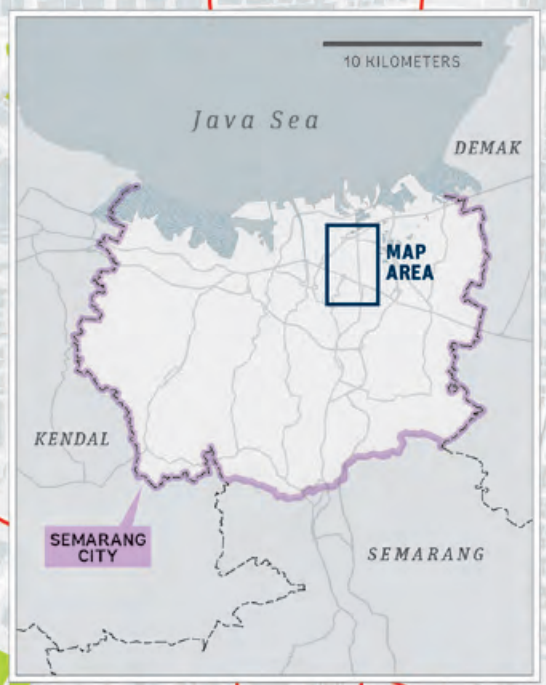 10 KILOMETERS
Java Sea
DEMAK
MAP
AREA
KENDAL
SEMARANG
CITY
SEMARANG